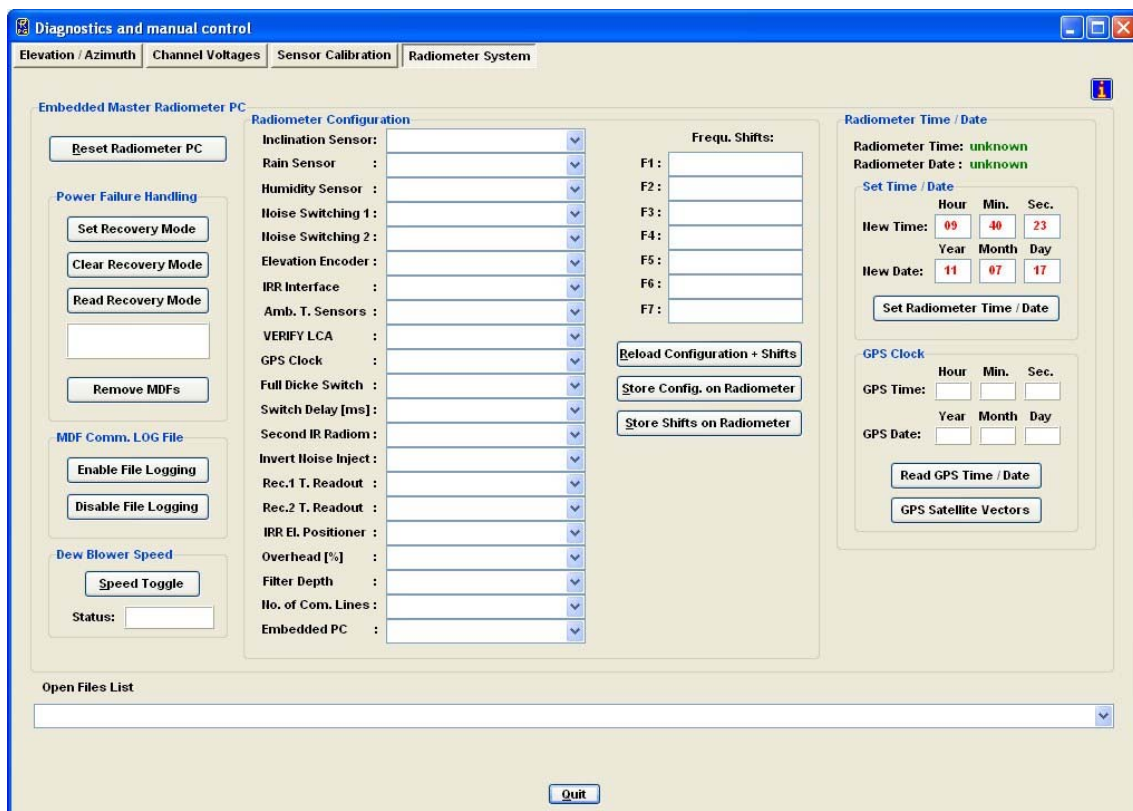 Diagnostics and manual control
Elevation / Azimuth Channel Voltages Sensor Calibration Radiometer System
i
Embedded Master Radiometer PC
Reset Radiometer PC
Power Failure Handling
Set Recovery Mode
Clear Recovery Mode
Read Recovery Mode
Remove MDFs
MDF Comm. LOG File
Enable File Logging
Disable File Logging
Dew Blower Speed
Speed Toggle
Status:
Radiometer Configuration
Inclination Sensor:
Rain Sensor :
Humidity Sensor :
Noise Switching 1 :
Noise Switching 2 :
Elevation Encoder :
IRR Interface :
Amb. T. Sensors :
VERIFY LCA :
GPS Clock :
Full Dicke Switch :
Switch Delay [ms] :
Second IR Radiom :
Invert Noise Inject :
Rec.1 T. Readout :
Rec.2 T. Readout :
IRR El. Positioner :
Overhead [%] :
Filter Depth :
No. of Com. Lines :
Embedded PC :
Frequ. Shifts:
F1 :
F2 :
F3 :
F4 :
F5 :
F6 :
F7 :
Reload Configuration + Shifts
Store Config. on Radiometer
Store Shifts on Radiometer
Radiometer Time / Date
Radiometer Time: unknown
Radiometer Date : unknown
Set Time / Date
Hour Min. Sec.
New Time: 09 40 23
Year Month Day
New Date: 11 07 17
Set Radiometer Time / Date
GPS Clock
Hour Min. Sec.
GPS Time:
Year Month Day
GPS Date:
Read GPS Time / Date
GPS Satellite Vectors
Open Files List
Quit